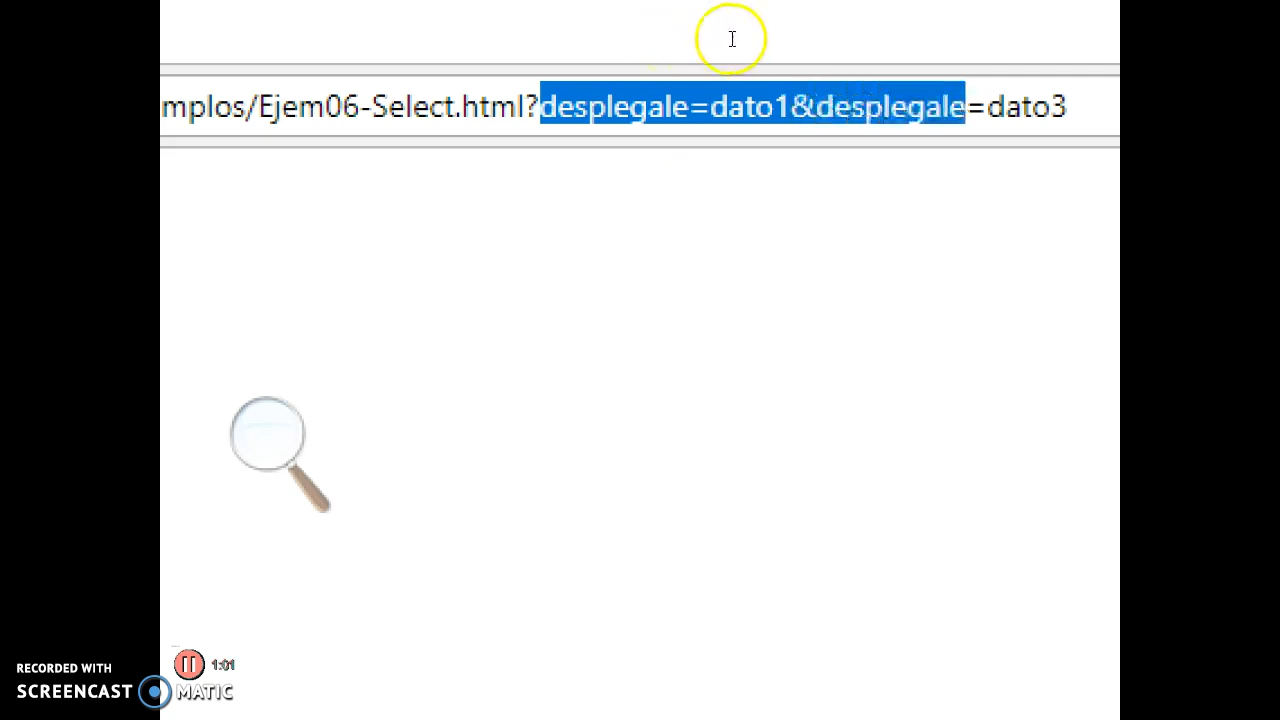 mplos/Ejem06-Select.html?desplegale=dato1&desplegale=dato3
1:01
RECORDED WITH
SCREENCAST MATIC